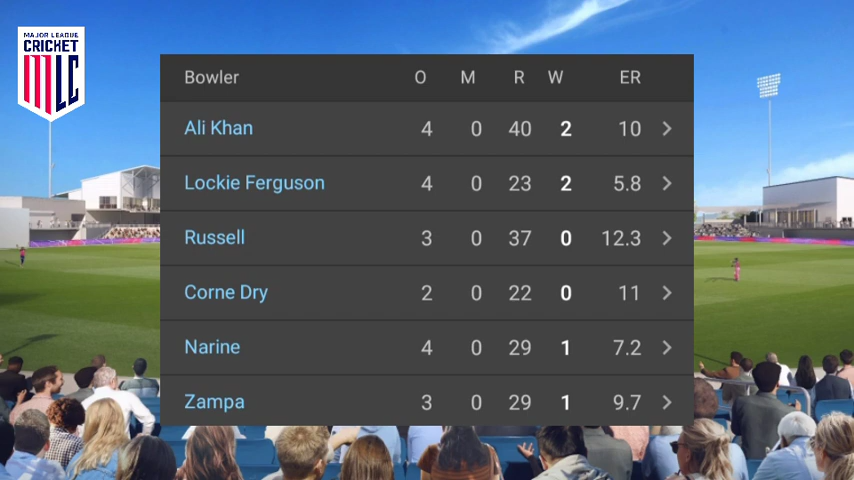 MAJOR LEAGUE
CRICKET
MLC
Bowler O M R W ER
Ali Khan 4 0 40 2 10
Lockie Ferguson 4 0 23 2 5.8
Russell 3 0 37 0 12.3
Corne Dry 2 0 22 0 11
Narine 4 0 29 1 7.2
Zampa 3 0 29 1 9.7